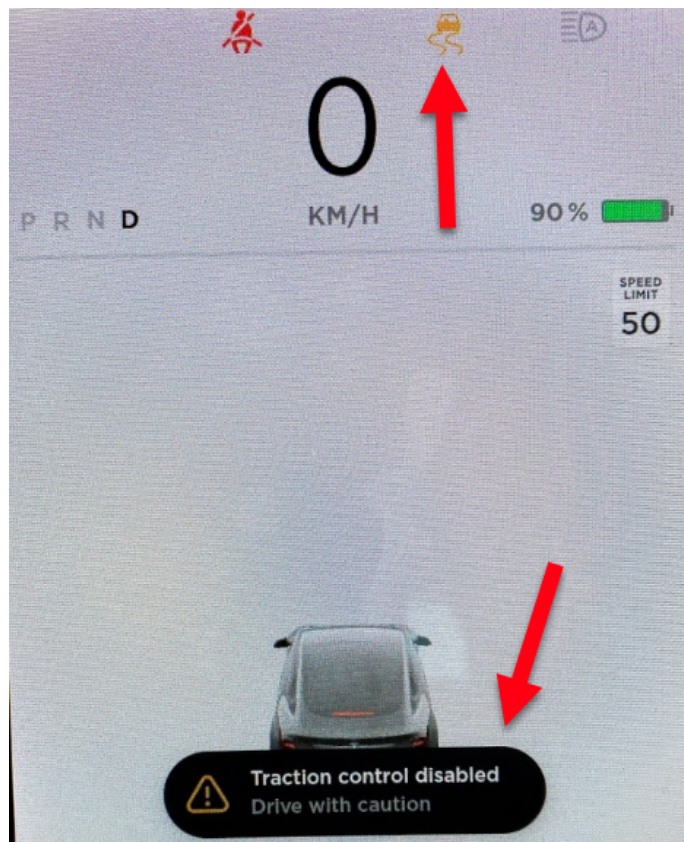 0
KM/H
P R N D
90 %
SPEED
LIMIT
50
Traction control disabled
Drive with caution
A